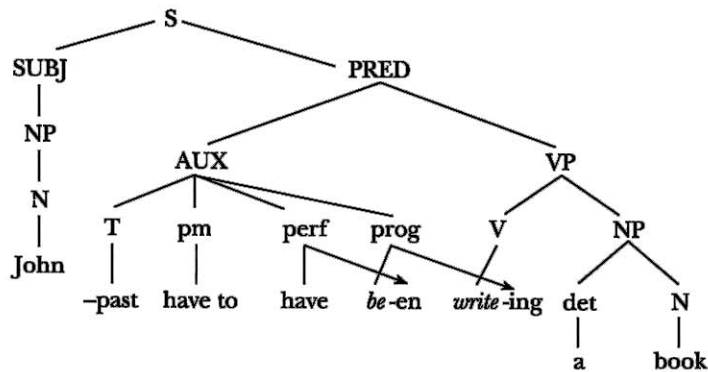 S
SUBJ PRED
NP
AUX VP
N
T pm perf prog V NP
John
–past have to have be-en write-ing det N
a book